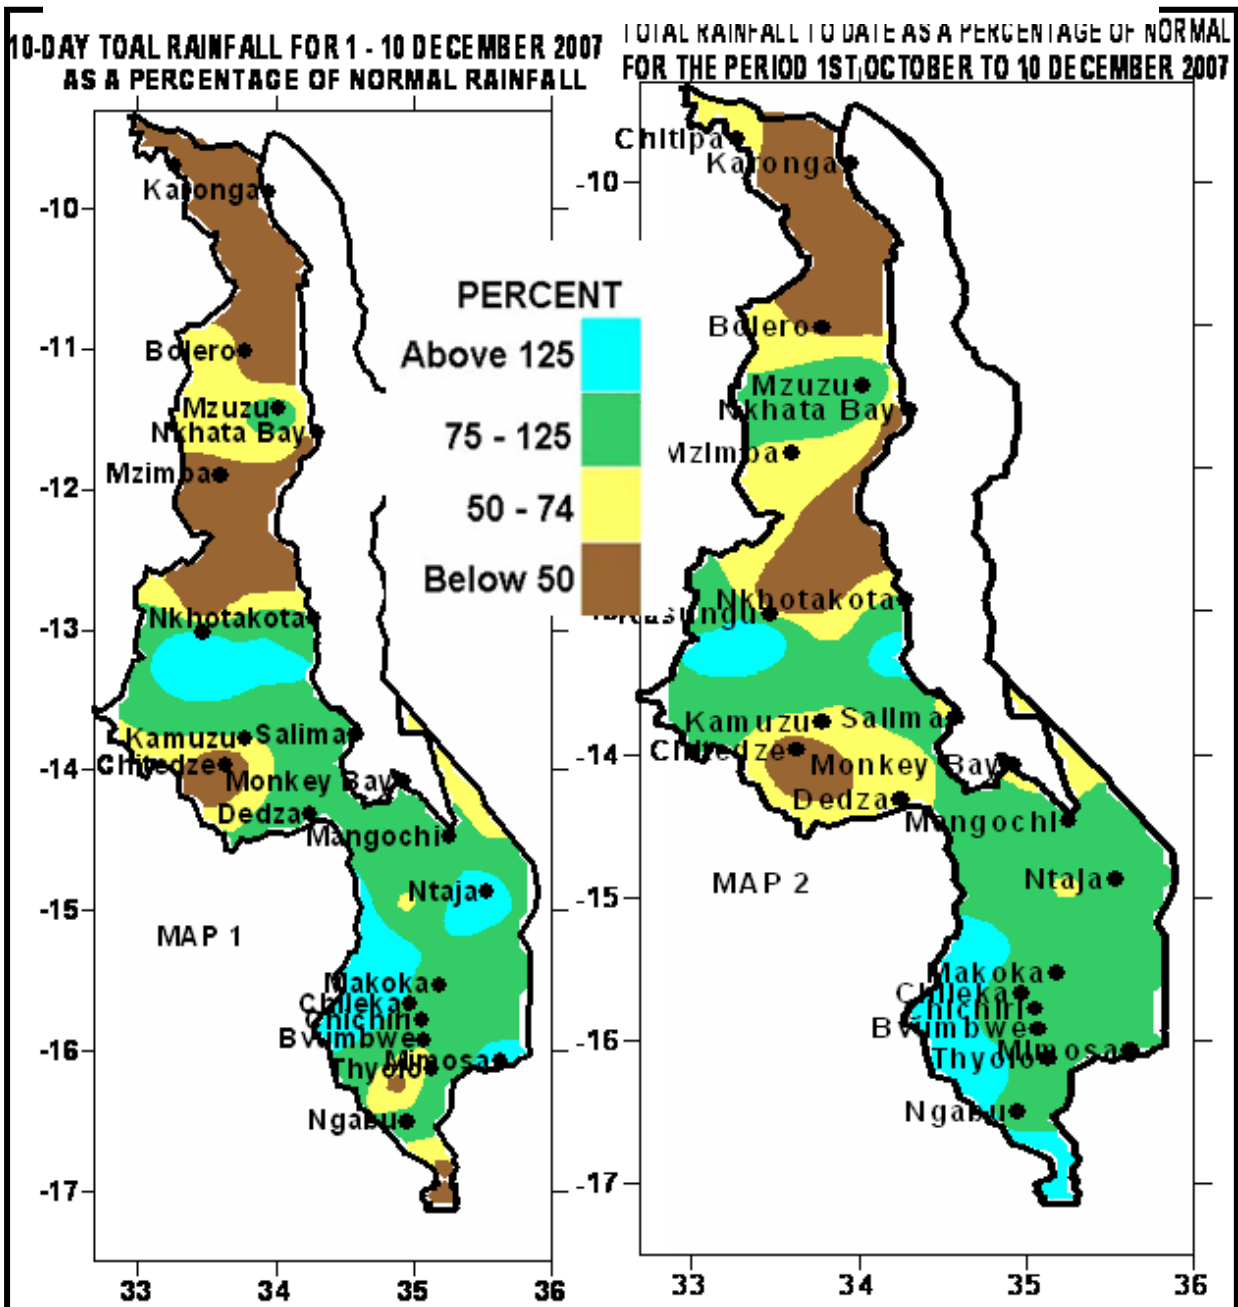 10-DAY TOAL RAINFALL FOR 1 - 10 DECEMBER 2007
AS A PERCENTAGE OF NORMAL RAINFALL
TOTAL RAINFALL TO DATE AS A PERCENTAGE OF NORMAL
FOR THE PERIOD 1ST OCTOBER TO 10 DECEMBER 2007
Karonga
Bolero
Mzuzu
Nkhata Bay
Mzimba
Nkhotakota
Kamuzu
Salima
Chitedze
Monkey Bay
Dedza
Mangochi
Ntaja
MAP 1
Makoka
Chileka
Chichiri
Bvumbwe
Mimosa
Thyolo
Ngabu
-10
-11
-12
-13
-14
-15
-16
-17
33
34
35
36
PERCENT
Above 125
75 - 125
50 - 74
Below 50
Chitipa
Karonga
Bolero
Mzuzu
Nkhata Bay
Mzimba
Nkhotakota
Kasungu
Kamuzu
Salima
Chitedze
Monkey Bay
Dedza
Mangochi
MAP 2
Ntaja
Makoka
Chileka
Chichiri
Bvumbwe
Mimosa
Thyolo
Ngabu
-10
-14
-15
-16
-17
33
34
35
36